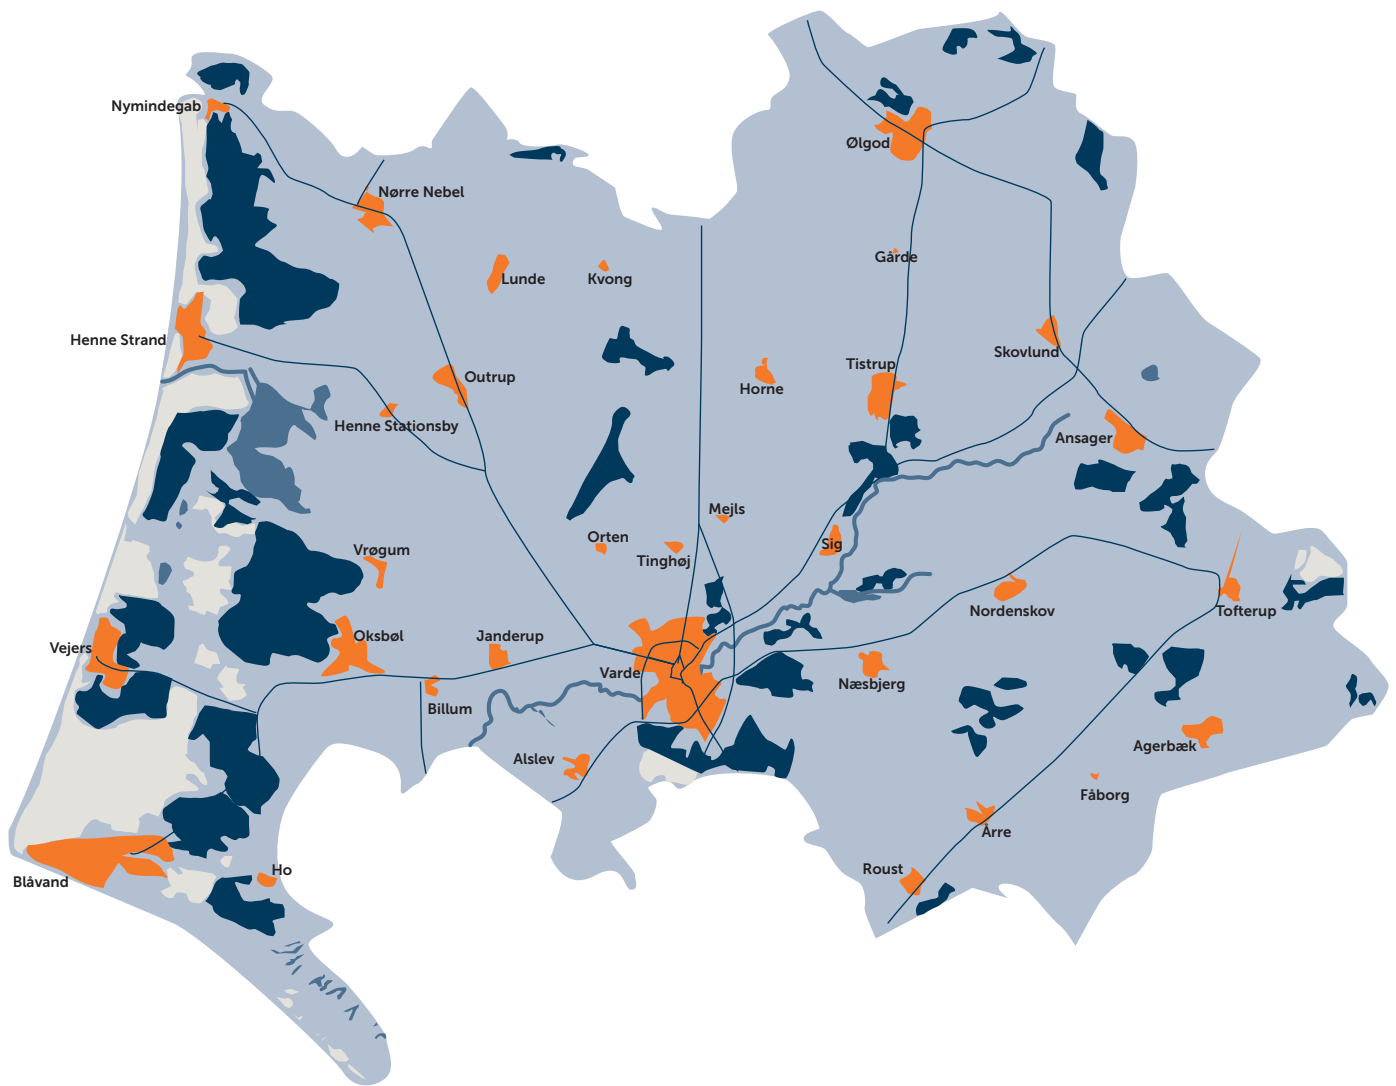 Nymindegab
Ølgod
Nørre Nebel
Gårde
Lunde
Kvong
Henne Strand
Skovlund
Tistrup
Outrup
Horne
Henne Stationsby
Ansager
Mejls
Orten
Sig
Vrøgum
Tinghøj
Nordenskov
Tofterup
Oksbøl
Janderup
Vejers
Varde
Næsbjerg
Billum
Agerbæk
Alslev
Fåborg
Årre
Ho
Roust
Blåvand